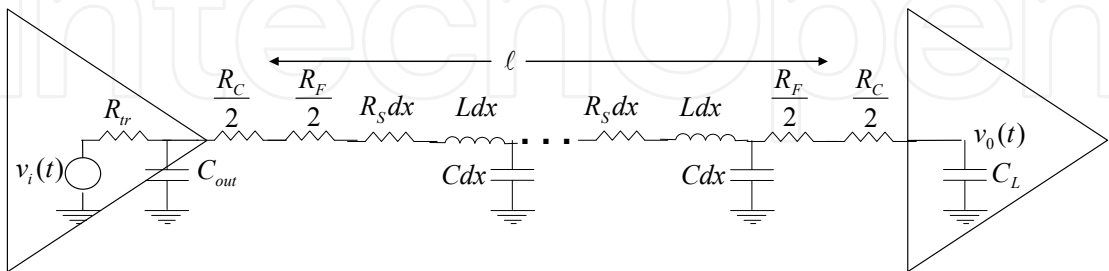 IntechOpen
ℓ
R_C/2
R_F/2
R_S dx
Ldx
R_S dx
Ldx
R_F/2
R_C/2
R_tr
v_i(t)
C_out
Cdx
. . .
Cdx
v_0(t)
C_L